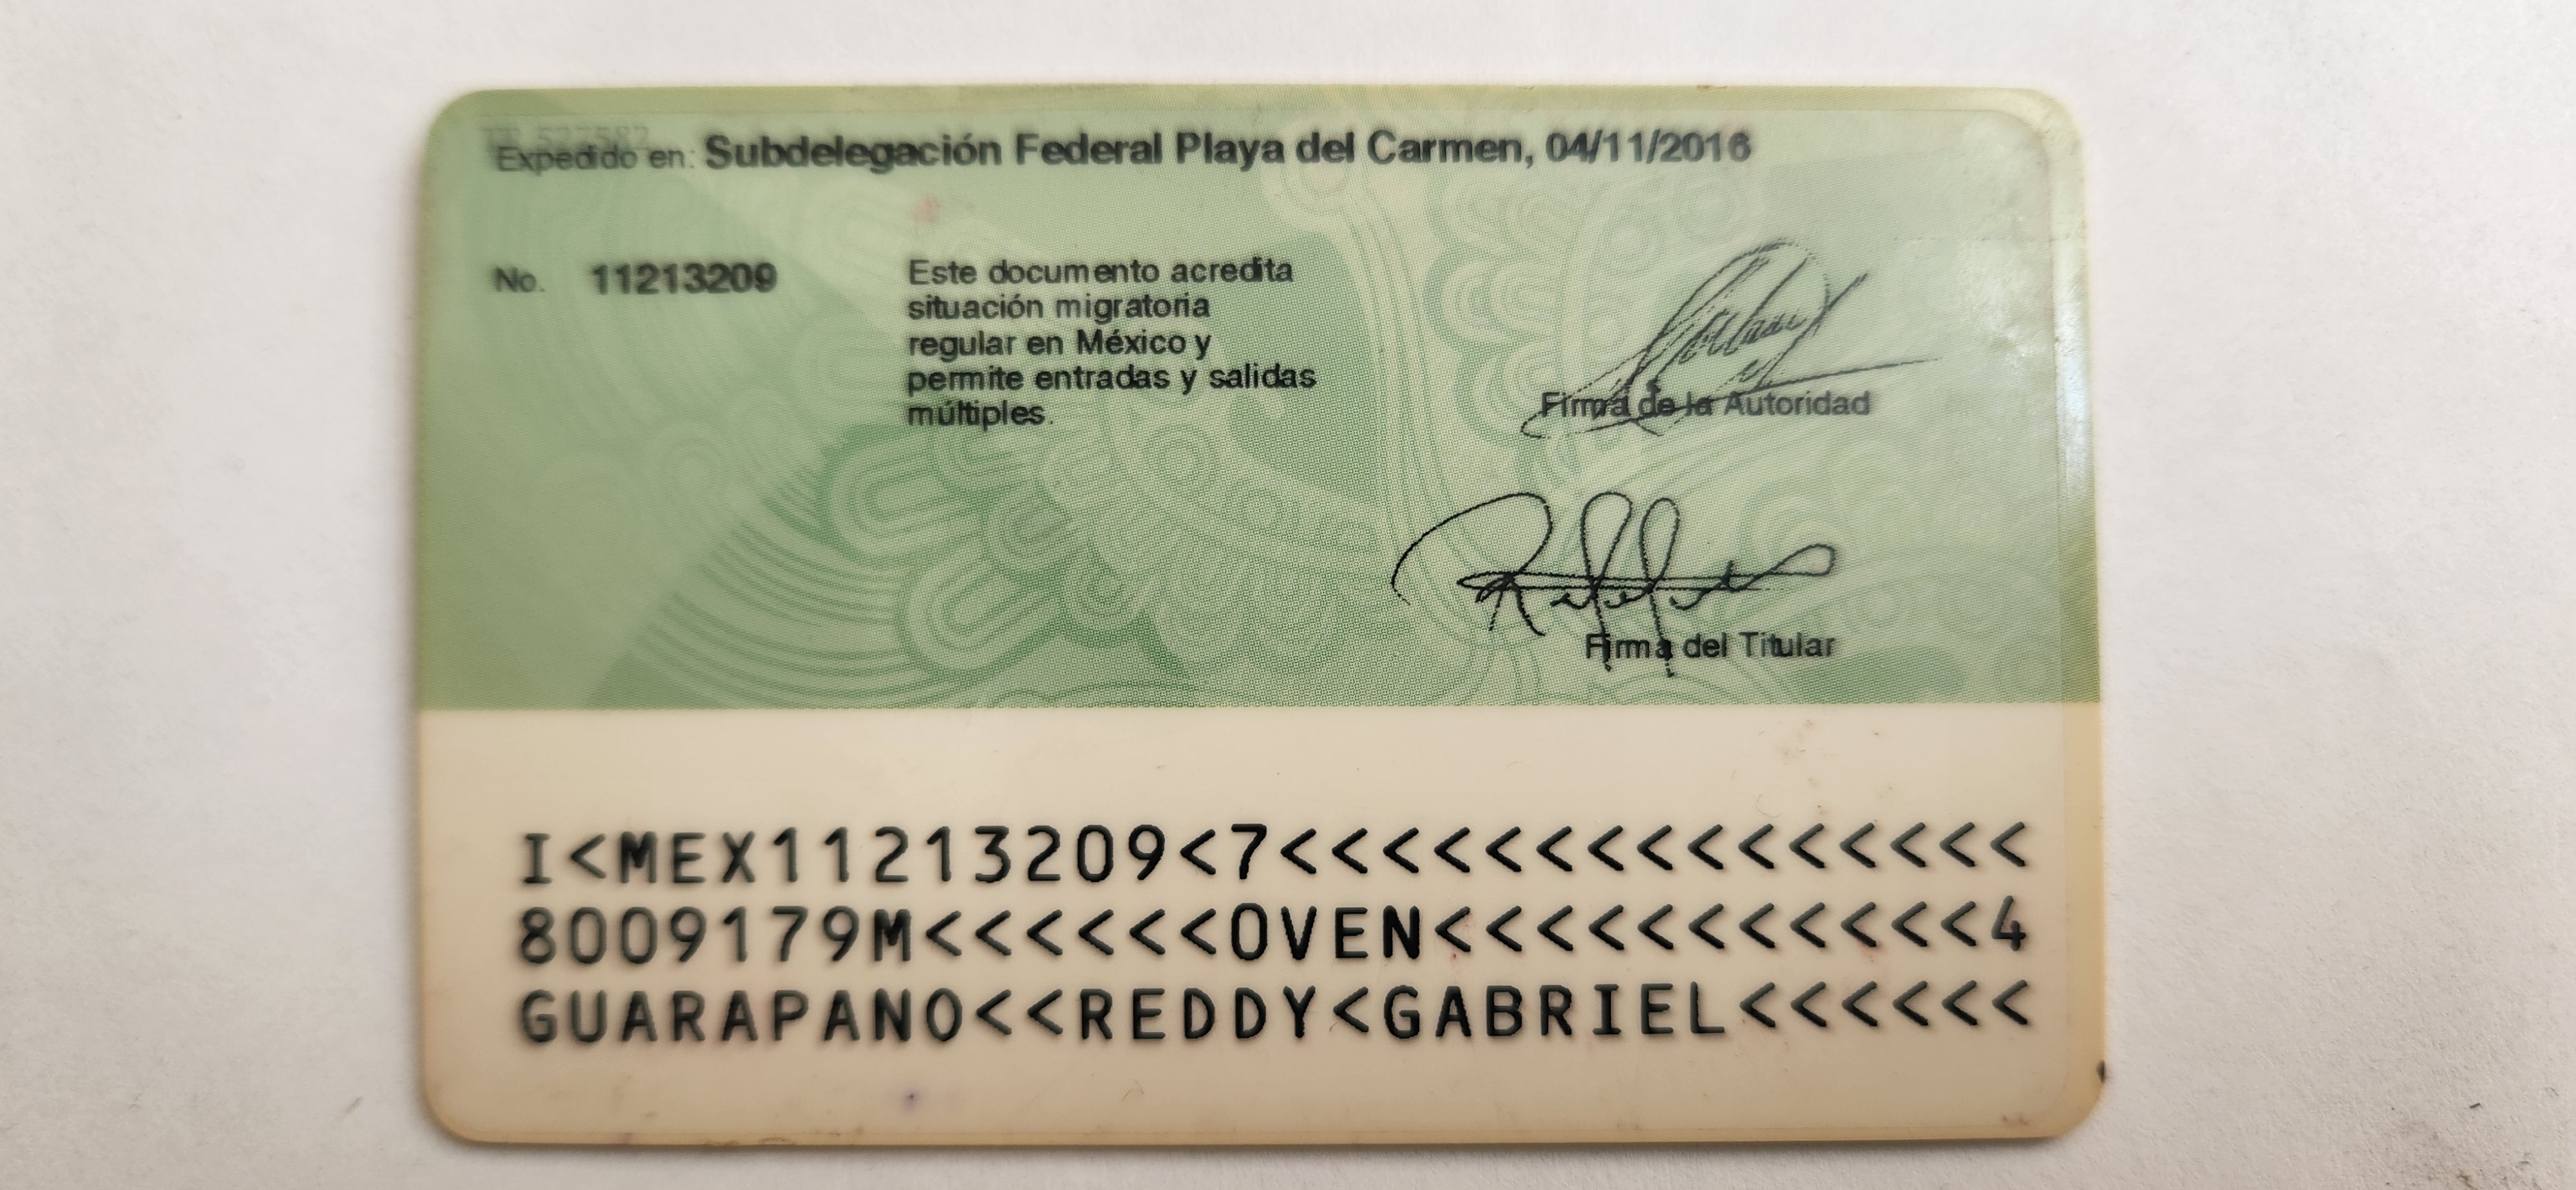 Expedido en: Subdelegación Federal Playa del Carmen, 04/11/2016
No. 11213209
Este documento acredita
situación migratoria
regular en México y
permite entradas y salidas
múltiples.
Firma de la Autoridad
Firma del Titular
I<MEX11213209<7<<<<<<<<<<<<<<<
8009179M<<<<<<0VEN<<<<<<<<<<<4
GUARAPANO<<REDDY<GABRIEL<<<<<<